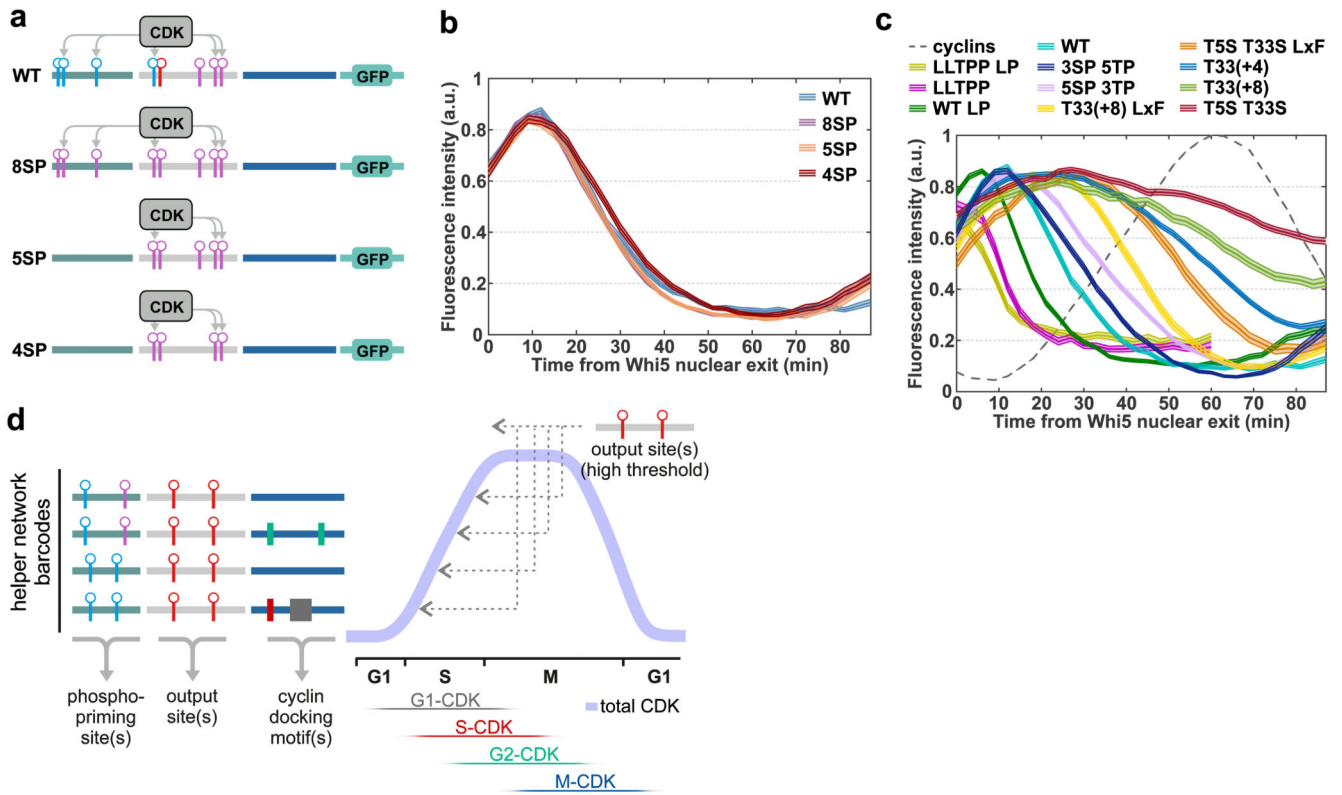 a
CDK
WT
GFP
CDK
8SP
GFP
CDK
5SP
GFP
CDK
4SP
GFP
b
Fluorescence intensity (a.u.)
1
0.8
0.6
0.4
0.2
0
0 10 20 30 40 50 60 70 80
Time from Whi5 nuclear exit (min)
WT
8SP
5SP
4SP
c
cyclins
LLTPP LP
LLTPP
WT LP
WT
3SP 5TP
5SP 3TP
T33(+8) LxF
T5S T33S LxF
T33(+4)
T33(+8)
T5S T33S
Fluorescence intensity (a.u.)
1
0.8
0.6
0.4
0.2
0
0 10 20 30 40 50 60 70 80
Time from Whi5 nuclear exit (min)
d
helper network
barcodes
phospho-
priming
site(s)
output
site(s)
cyclin
docking
motif(s)
output site(s)
(high threshold)
G1 S M G1
G1-CDK
total CDK
S-CDK
G2-CDK
M-CDK